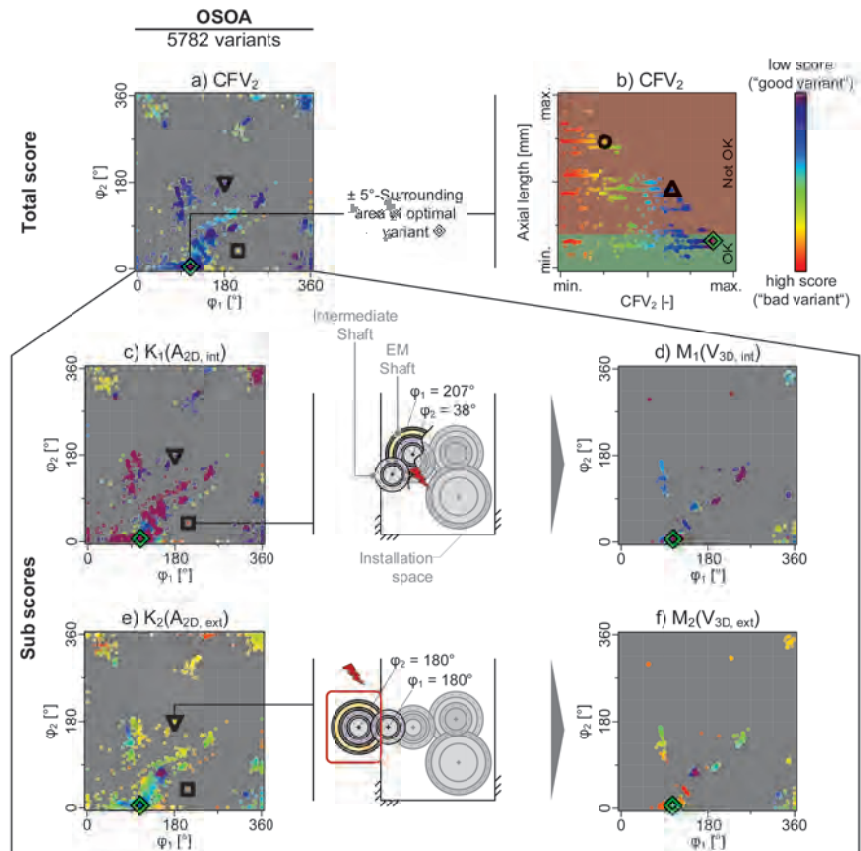 OSOA
5782 variants
Total score
a) CFV₂
360
180
0
φ₂ [°]
0
180
360
φ₁ [°]
± 5°-Surrounding
area of optimal
variant
b) CFV₂
max.
Axial length [mm]
min.
Not OK
OK
min.
max.
CFV₂ [-]
low score
("good variant")
high score
("bad variant")
Sub scores
c) K₁(A₂D, int)
360
180
0
φ₂ [°]
0
180
360
φ₁ [°]
Intermediate
Shaft
EM
Shaft
φ₁ = 207°
φ₂ = 38°
Installation
space
d) M₁(V₃D, int)
360
180
0
φ₂ [°]
0
180
360
φ₁ [°]
e) K₂(A₂D, ext)
360
180
0
φ₂ [°]
0
180
360
φ₁ [°]
φ₂ = 180°
φ₁ = 180°
f) M₂(V₃D, ext)
360
180
0
φ₂ [°]
0
180
360
φ₁ [°]